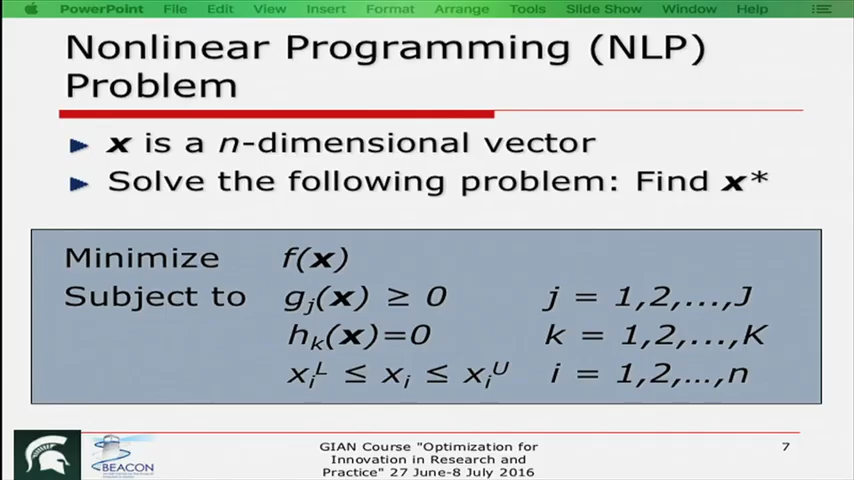 PowerPoint File Edit View Insert Format Arrange Tools Slide Show Window Help
Nonlinear Programming (NLP)
Problem
x is a n-dimensional vector
Solve the following problem: Find x*
Minimize f(x)
Subject to gⱼ(x) ≥ 0 j = 1,2,...,J
hₖ(x)=0 k = 1,2,...,K
xᵢᴸ ≤ xᵢ ≤ xᵢᵁ i = 1,2,...,n
BEACON
GIAN Course "Optimization for
Innovation in Research and
Practice" 27 June-8 July 2016
7